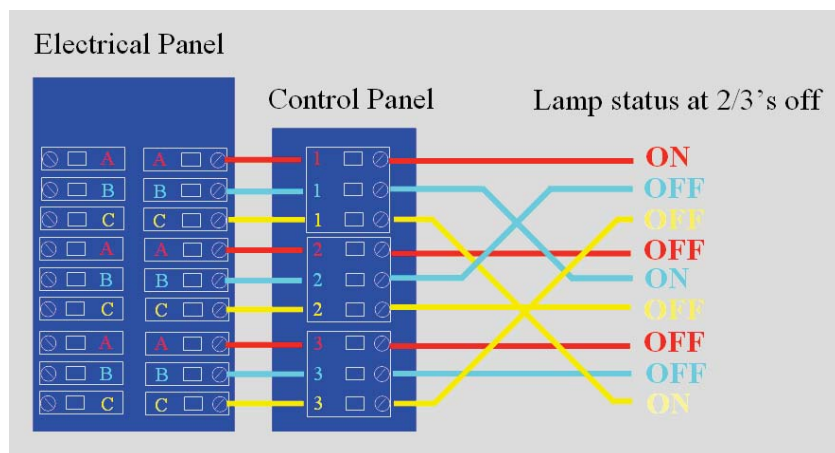 Electrical Panel
Control Panel
Lamp status at 2/3's off
A A 1 ON
B B 1 OFF
C C 1 OFF
A A 2 OFF
B B 2 ON
C C 2 OFF
A A 3 OFF
B B 3 OFF
C C 3 ON